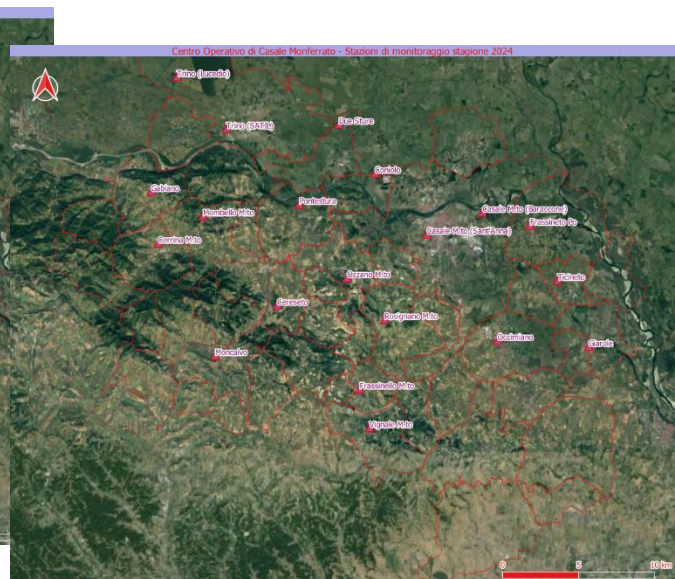 Centro Operativo di Casale Monferrato - Stazioni di monitoraggio stagione 2024
Trino (Lucedio)
Trino (SAPIL)
Due Sture
Coniolo
Gabiano
Pontestura
Mombello M.to
Casale M.to (Baraccone)
Frassineto Po
Casale M.to (Sant'Anna)
Cerrina M.to
Ozzano M.to
Ticineto
Cereseto
Rosignano M.to
Occimiano
Giarole
Moncalvo
Frassinello M.to
Vignale M.to
0 5 10 km